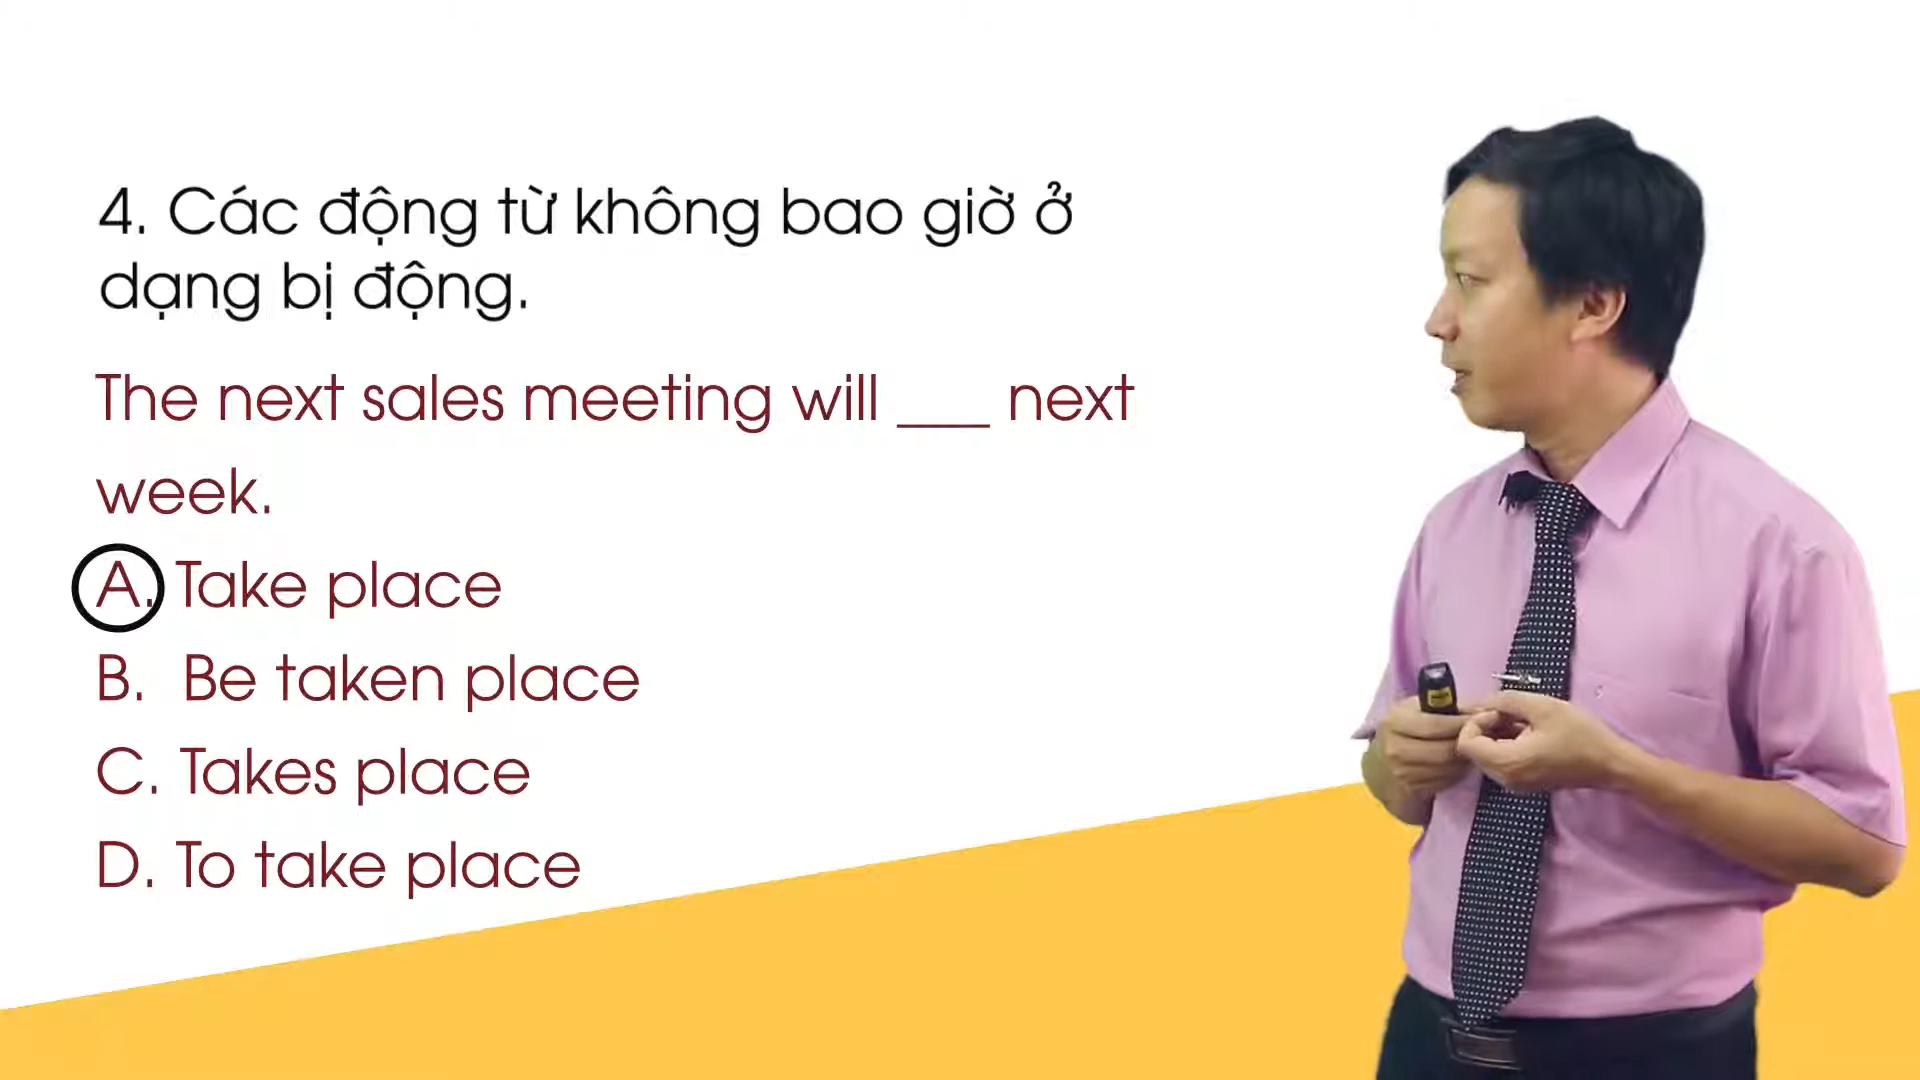 4. Các động từ không bao giờ ở
dạng bị động.
The next sales meeting will ___ next
week.
A. Take place
B. Be taken place
C. Takes place
D. To take place